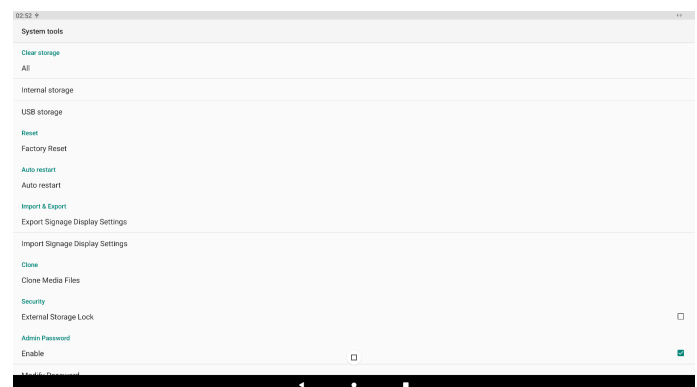 02:52
System tools
Clear storage
All
Internal storage
USB storage
Reset
Factory Reset
Auto restart
Auto restart
Import & Export
Export Signage Display Settings
Import Signage Display Settings
Clone
Clone Media Files
Security
External Storage Lock
Admin Password
Enable
Modify Password